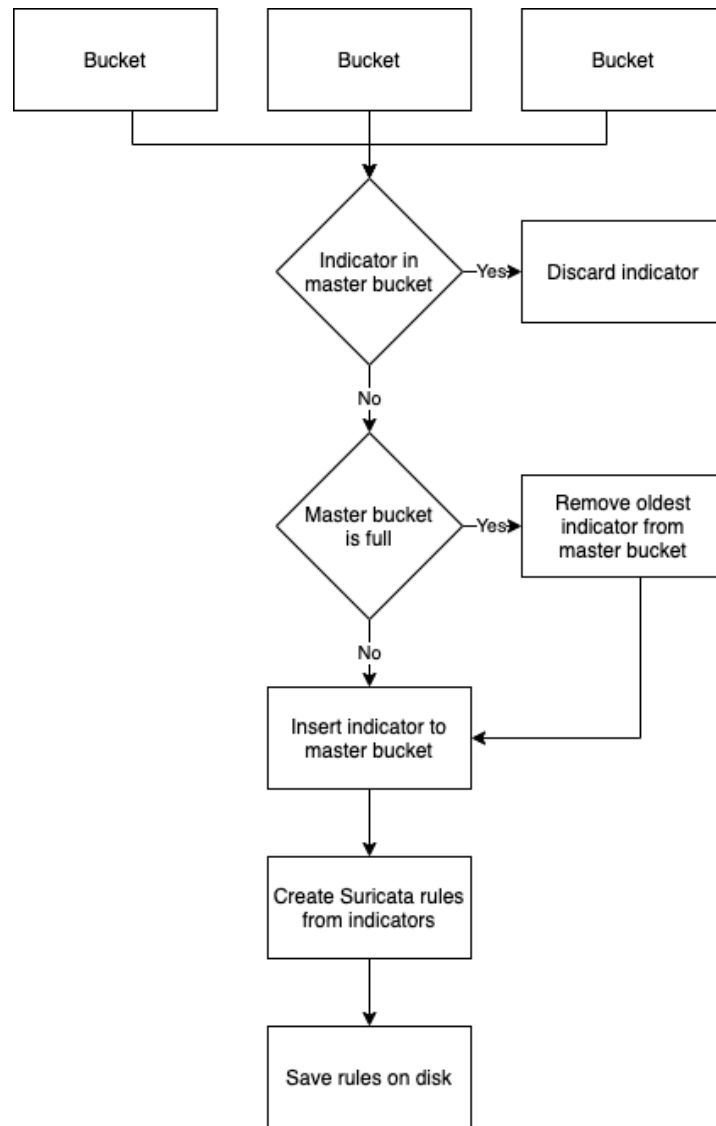 Bucket
Bucket
Bucket
Indicator in
master bucket
Yes
Discard indicator
No
Master bucket
is full
Yes
Remove oldest
indicator from
master bucket
No
Insert indicator to
master bucket
Create Suricata rules
from indicators
Save rules on disk